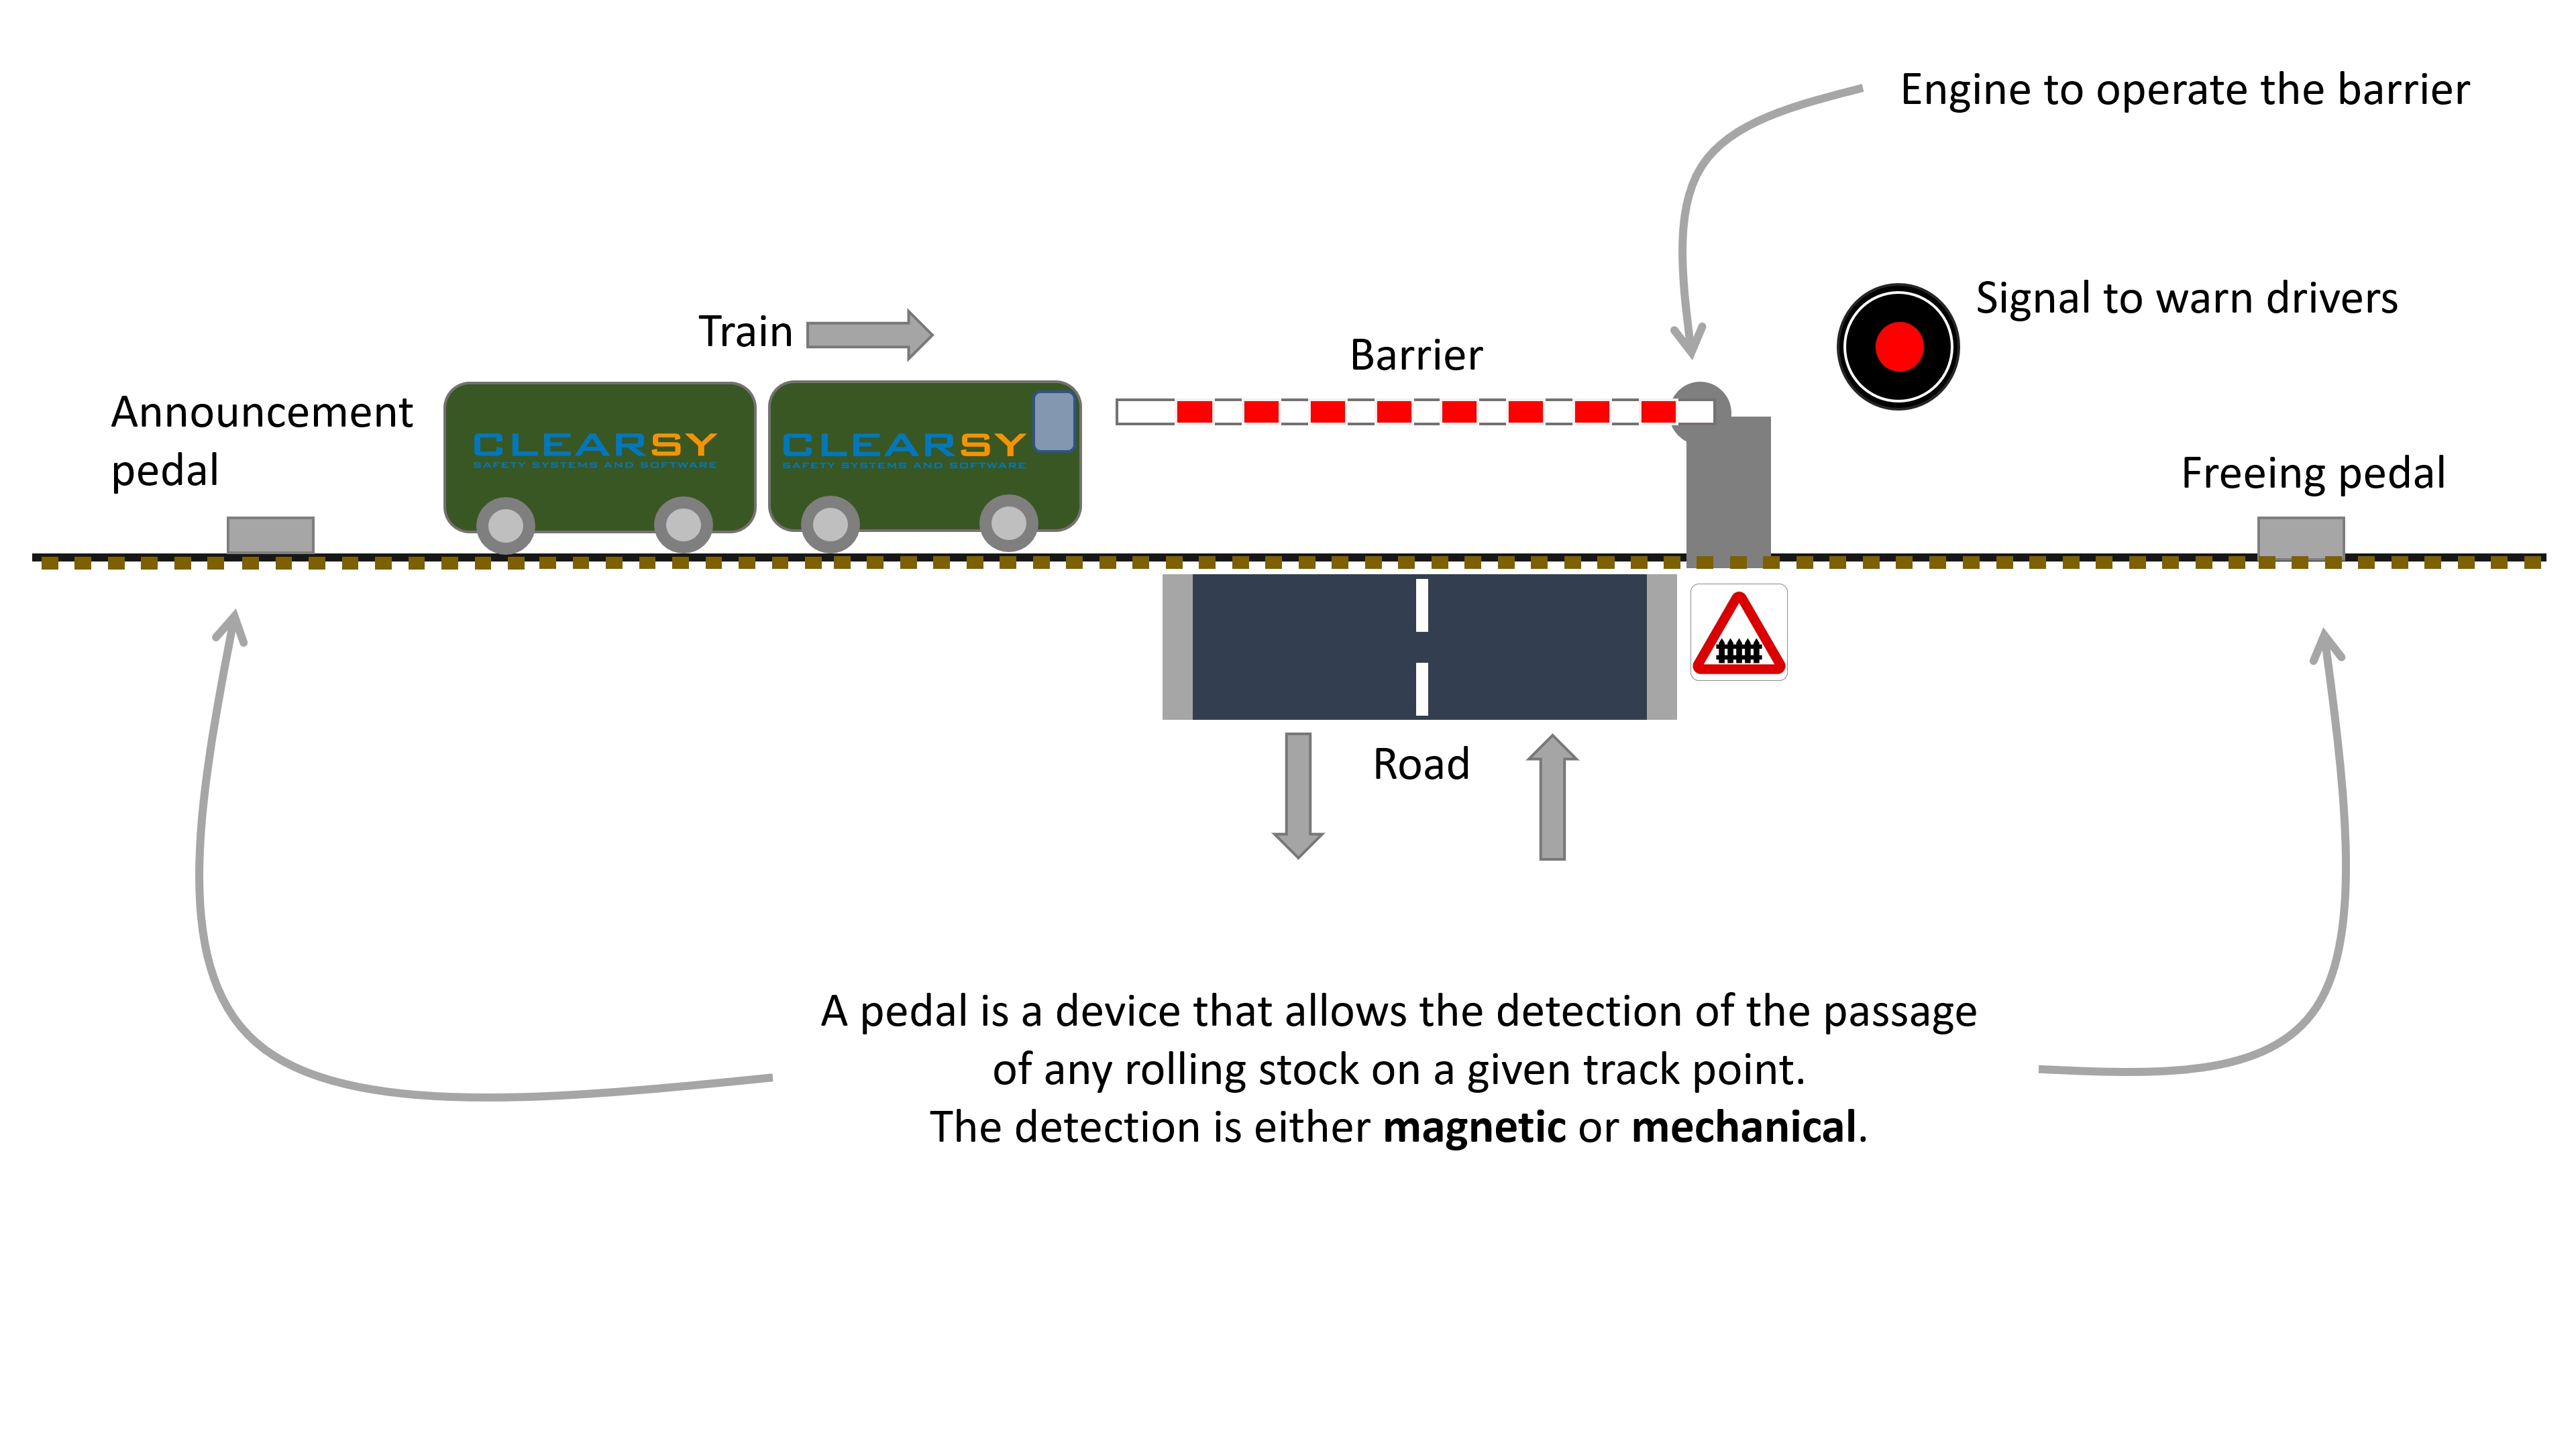 Engine to operate the barrier
Signal to warn drivers
Train
Barrier
Announcement
pedal
CLEARSY
SAFETY SYSTEMS AND SOFTWARE
CLEARSY
SAFETY SYSTEMS AND SOFTWARE
Freeing pedal
Road
A pedal is a device that allows the detection of the passage
of any rolling stock on a given track point.
The detection is either magnetic or mechanical.